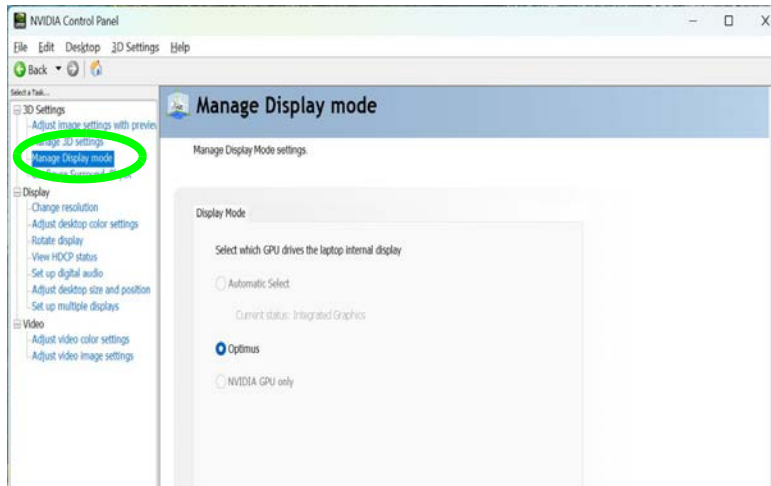 NVIDIA Control Panel
File Edit Desktop 3D Settings Help
Back
Select a Task...
3D Settings
Adjust image settings with preview
Manage 3D settings
Manage Display mode
Display
Change resolution
Adjust desktop color settings
Rotate display
View HDCP status
Set up digital audio
Adjust desktop size and position
Set up multiple displays
Video
Adjust video color settings
Adjust video image settings
Manage Display mode
Manage Display Mode settings.
Display Mode
Select which GPU drives the laptop internal display
Automatic Select
Current status: Integrated Graphics
Optimus
NVIDIA GPU only